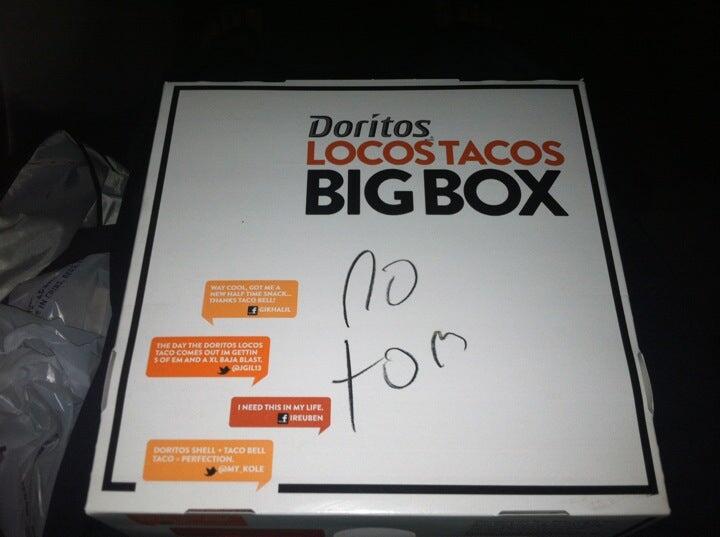 Doritos
LOCOS TACOS
BIG BOX
no
tom
WAY COOL, GOT ME A
NEW HALF TIME SNACK...
THANKS TACO BELL!
f GIKHALIL
THE DAY THE DORITOS LOCOS
TACO COMES OUT IM GETTIN
5 OF EM AND A XL BAJA BLAST.
@JGIL13
I NEED THIS IN MY LIFE.
f IREUBEN
DORITOS SHELL + TACO BELL
TACO = PERFECTION.
@MY_KOLE